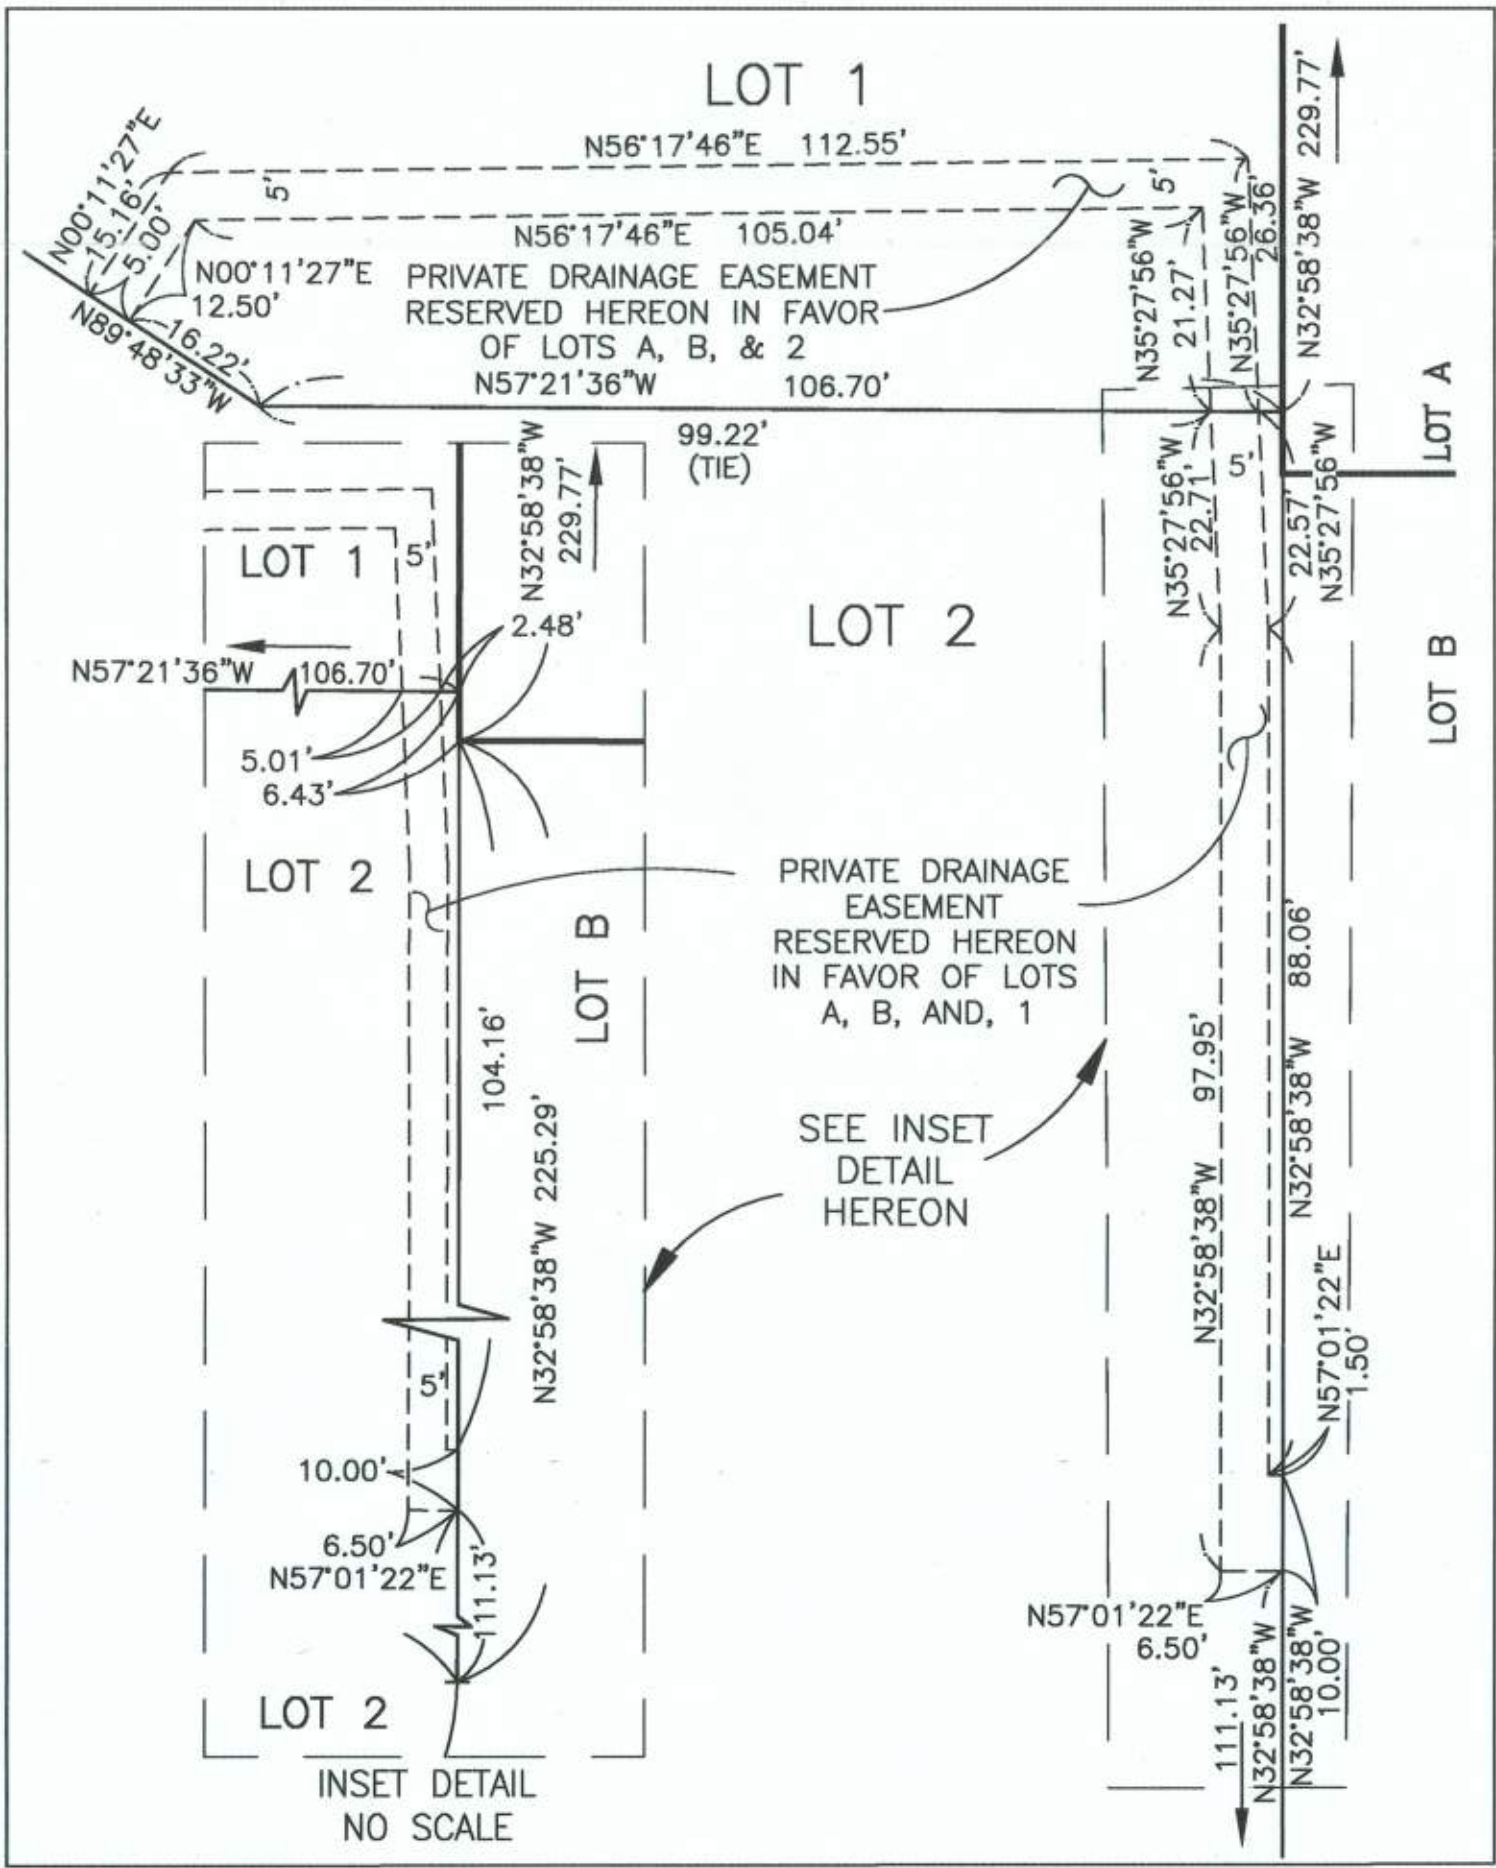 LOT 1
N56°17'46"E 112.55'
N00°11'27"E
15.16'
5.00'
5'
5'
N56°17'46"E 105.04'
N00°11'27"E
12.50'
16.22'
N89°48'33"W
PRIVATE DRAINAGE EASEMENT
RESERVED HEREON IN FAVOR
OF LOTS A, B, & 2
N57°21'36"W 106.70'
99.22'
(TIE)
N35°27'56"W
21.27'
N35°27'56"W
26.36'
N32°58'38"W 229.77'
LOT A
N35°27'56"W
22.71'
5'
22.57'
N35°27'56"W
LOT B
LOT 2
N32°58'38"W
229.77'
LOT 1
5'
2.48'
N57°21'36"W 106.70'
5.01'
6.43'
LOT 2
LOT B
PRIVATE DRAINAGE
EASEMENT
RESERVED HEREON
IN FAVOR OF LOTS
A, B, AND, 1
104.16'
N32°58'38"W 225.29'
SEE INSET
DETAIL
HEREON
97.95'
N32°58'38"W
88.06'
N32°58'38"W
N57°01'22"E
1.50'
5'
10.00'
6.50'
N57°01'22"E
111.13'
N57°01'22"E
6.50'
111.13'
N32°58'38"W
N32°58'38"W
10.00'
LOT 2
INSET DETAIL
NO SCALE